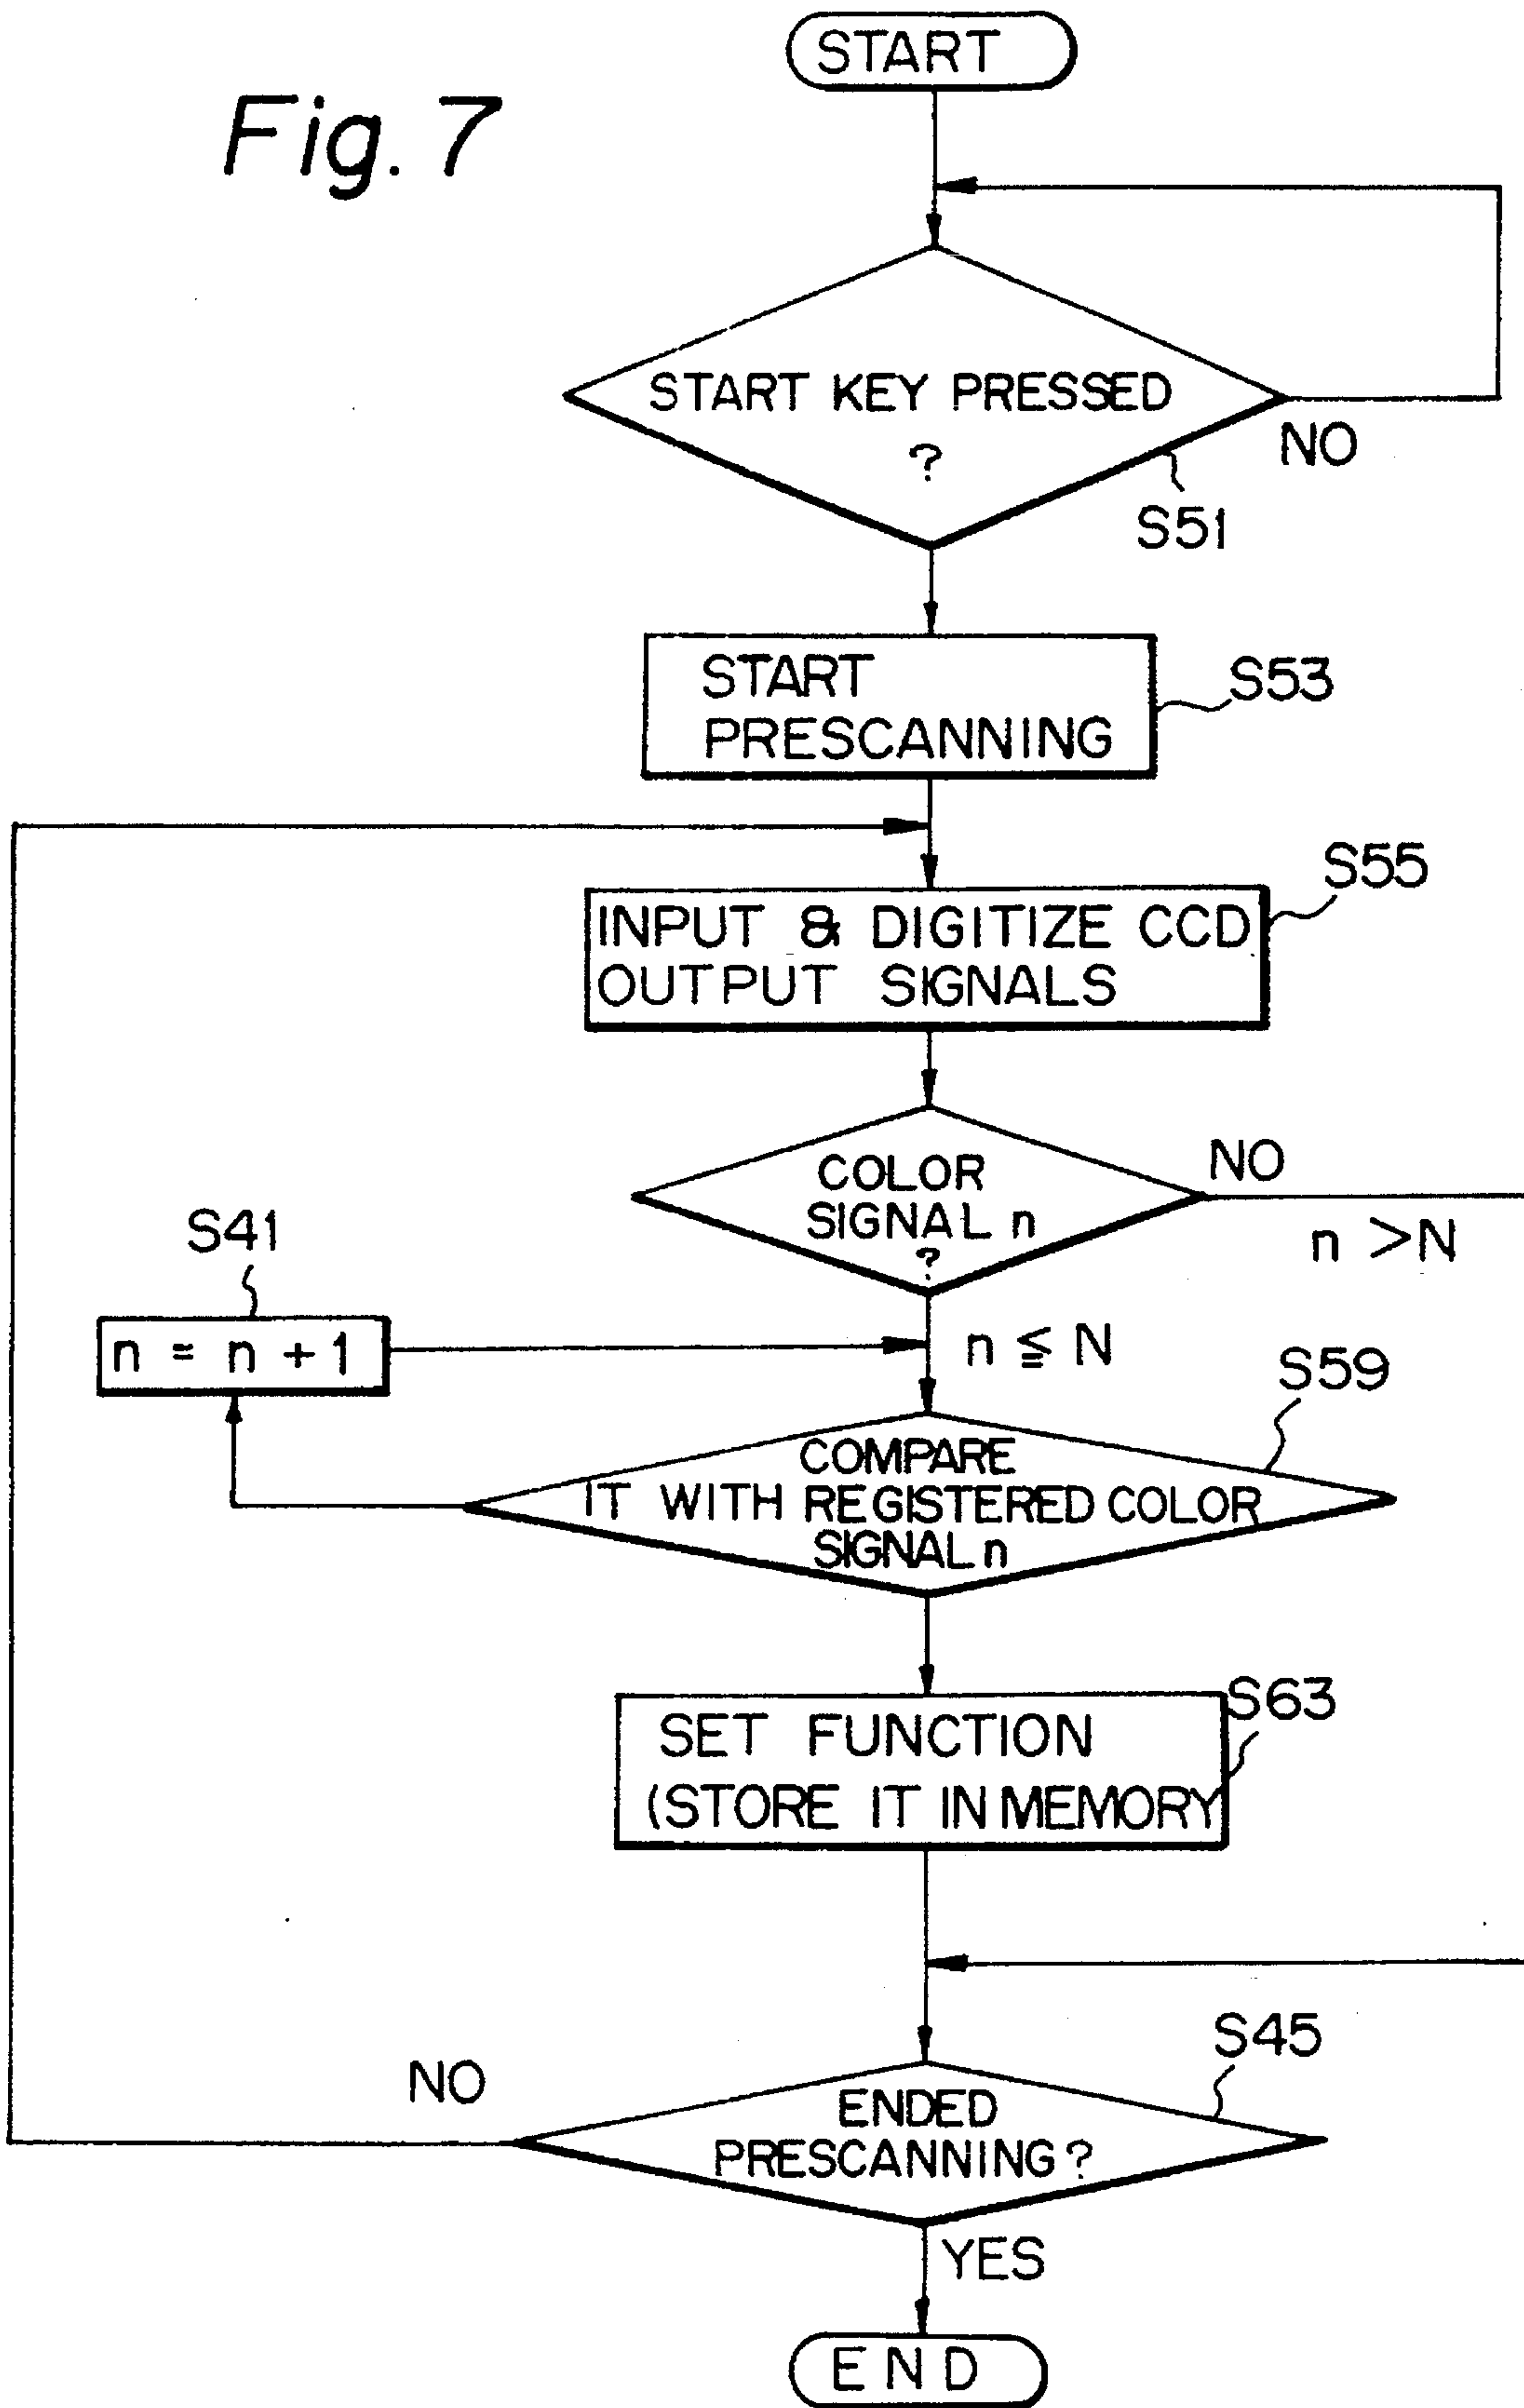 Fig. 7
START
START KEY PRESSED
?
NO
S51
START
PRESCANNING
S53
S55
INPUT & DIGITIZE CCD
OUTPUT SIGNALS
COLOR
SIGNAL n
?
NO
n > N
S41
n = n + 1
n ≦ N
S59
COMPARE
IT WITH REGISTERED COLOR
SIGNAL n
S63
SET FUNCTION
(STORE IT IN MEMORY
S45
NO
ENDED
PRESCANNING?
YES
END